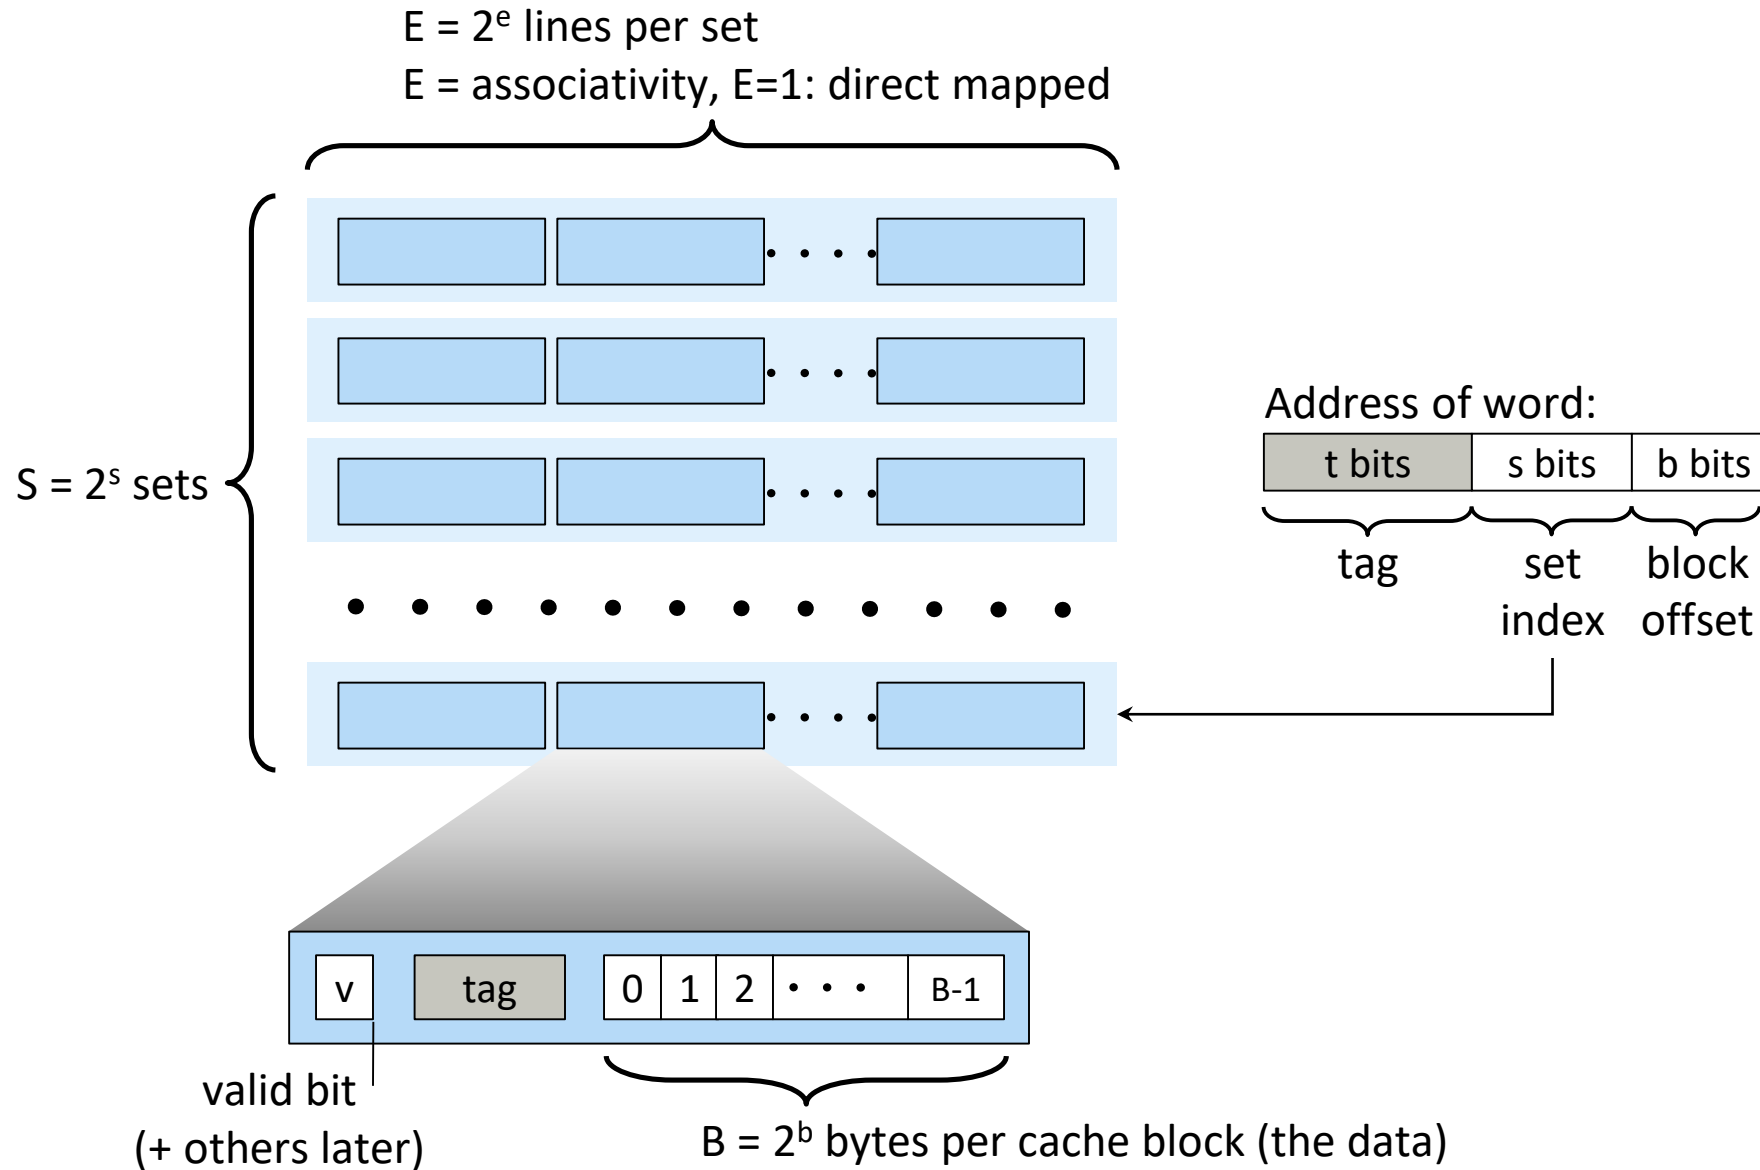 E = 2ᵉ lines per set
E = associativity, E=1: direct mapped
S = 2ˢ sets
Address of word:
t bits s bits b bits
tag set block
index offset
v tag 0 1 2 • • • B-1
valid bit
(+ others later)
B = 2ᵇ bytes per cache block (the data)